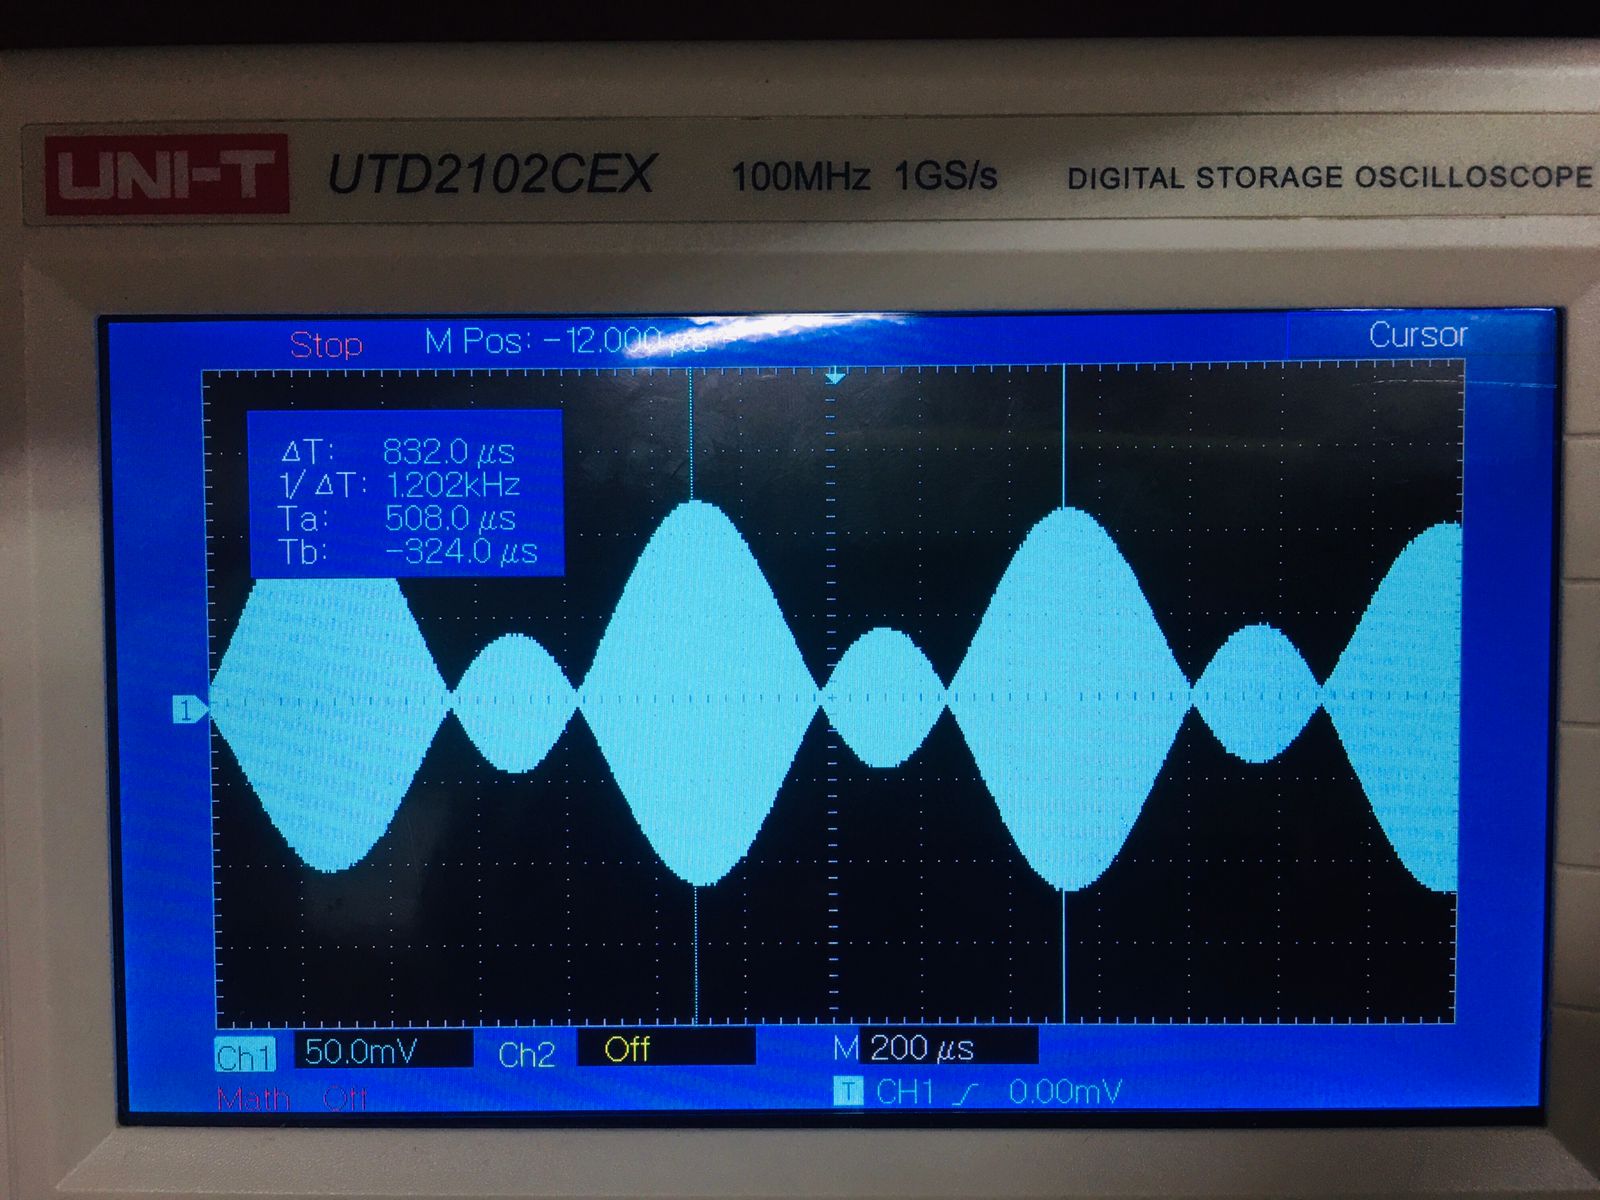 UNI-T UTD2102CEX 100MHz 1GS/s DIGITAL STORAGE OSCILLOSCOPE
Stop M Pos: -12.000 µs Cursor
ΔT: 832.0 µs
1/ΔT: 1.202kHz
Ta: 508.0 µs
Tb: -324.0 µs
1
Ch1 50.0mV Ch2 Off M 200 µs
Math Off T CH1 0.00mV